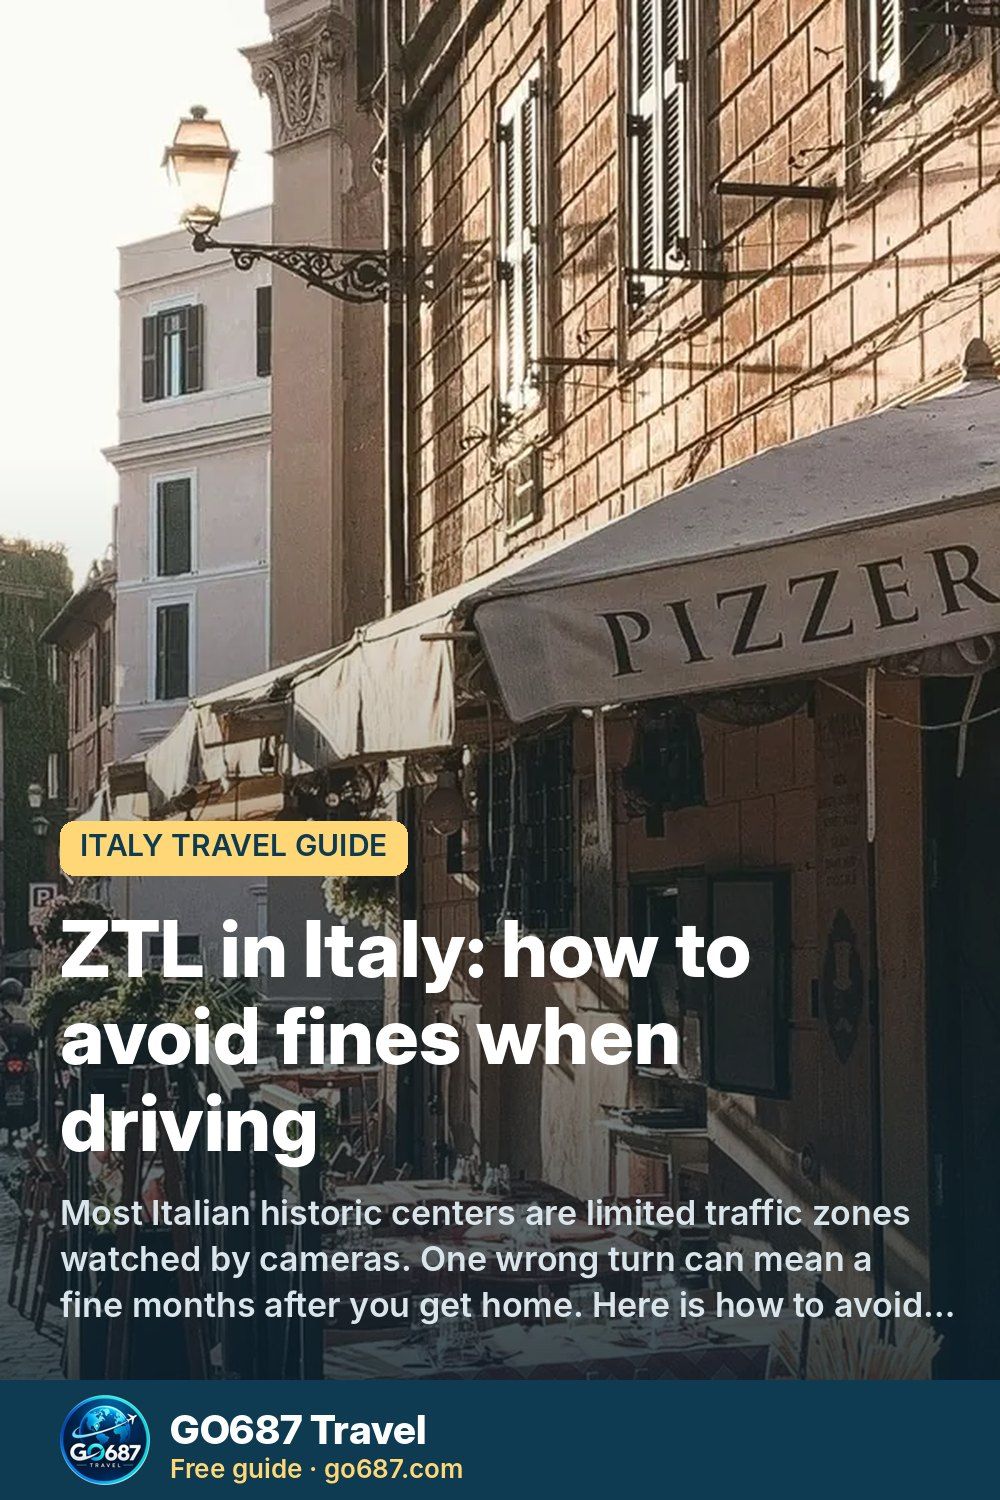 PIZZER
P
ITALY TRAVEL GUIDE
ZTL in Italy: how to
avoid fines when
driving
Most Italian historic centers are limited traffic zones
watched by cameras. One wrong turn can mean a
fine months after you get home. Here is how to avoid...
GO687
TRAVEL
GO687 Travel
Free guide · go687.com